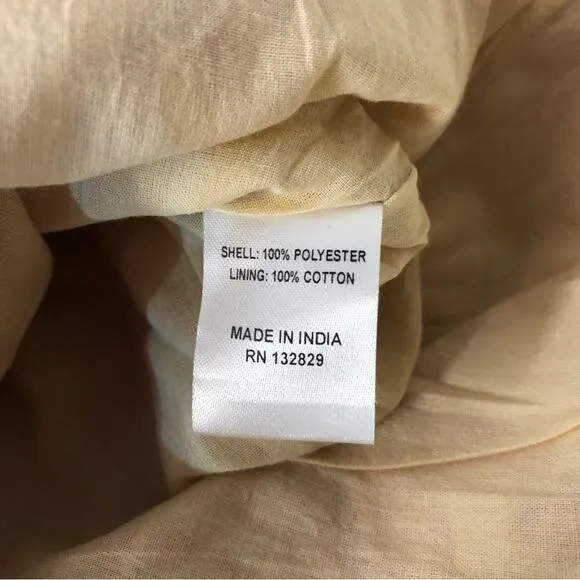 SHELL: 100% POLYESTER
LINING: 100% COTTON
MADE IN INDIA
RN 132829